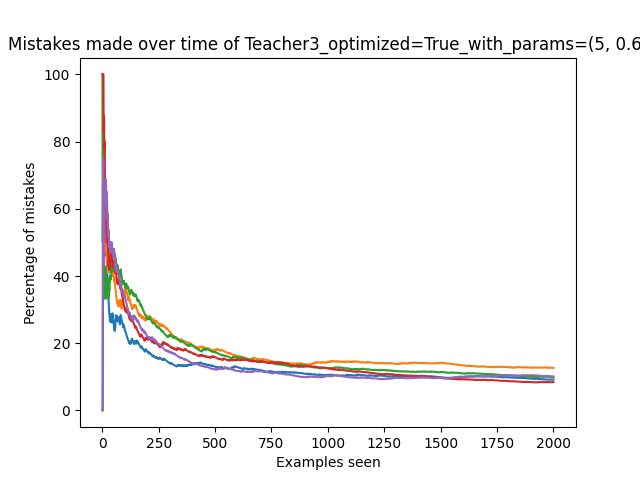 Mistakes made over time of Teacher3_optimized=True_with_params=(5, 0.6
Percentage of mistakes
100
80
60
40
20
0
0 250 500 750 1000 1250 1500 1750 2000
Examples seen